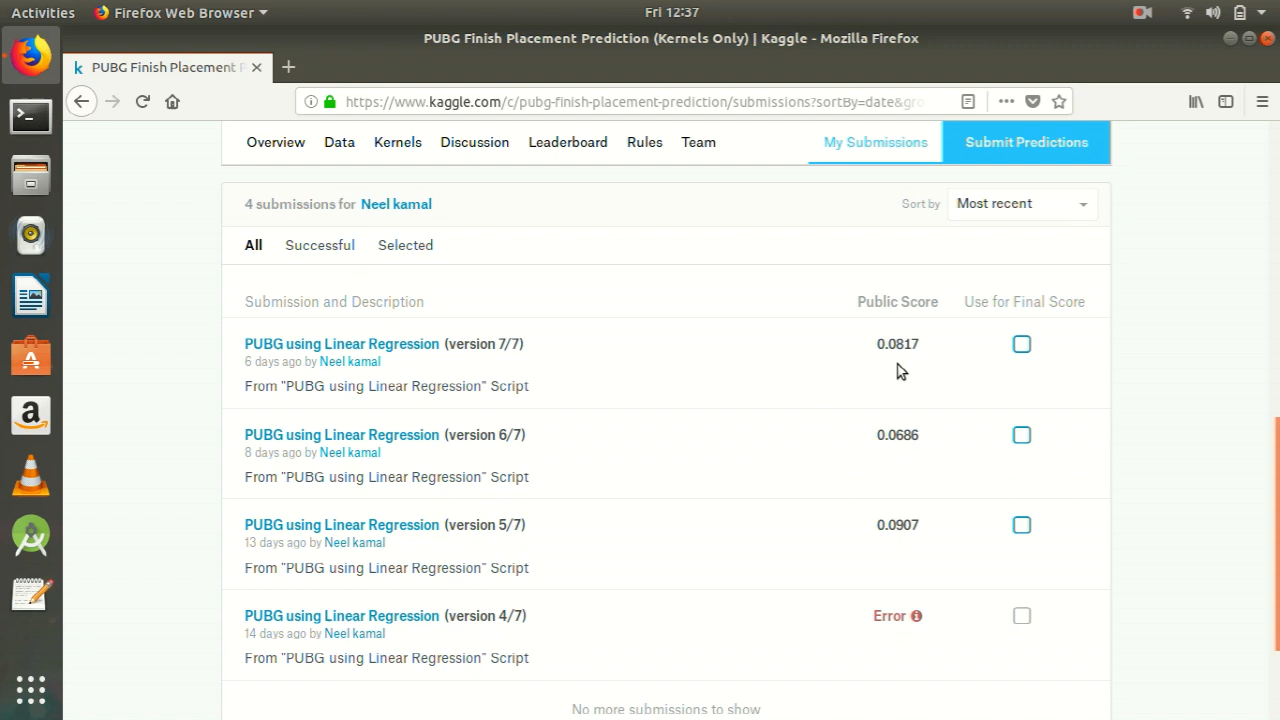 Activities Firefox Web Browser Fri 12:37
PUBG Finish Placement Prediction (Kernels Only) | Kaggle - Mozilla Firefox
k PUBG Finish Placement
https://www.kaggle.com/c/pubg-finish-placement-prediction/submissions?sortBy=date&gro
Overview Data Kernels Discussion Leaderboard Rules Team My Submissions Submit Predictions
4 submissions for Neel kamal Sort by Most recent
All Successful Selected
Submission and Description Public Score Use for Final Score
PUBG using Linear Regression (version 7/7) 0.0817
6 days ago by Neel kamal
From "PUBG using Linear Regression" Script
PUBG using Linear Regression (version 6/7) 0.0686
8 days ago by Neel kamal
From "PUBG using Linear Regression" Script
PUBG using Linear Regression (version 5/7) 0.0907
13 days ago by Neel kamal
From "PUBG using Linear Regression" Script
PUBG using Linear Regression (version 4/7) Error
14 days ago by Neel kamal
From "PUBG using Linear Regression" Script
No more submissions to show